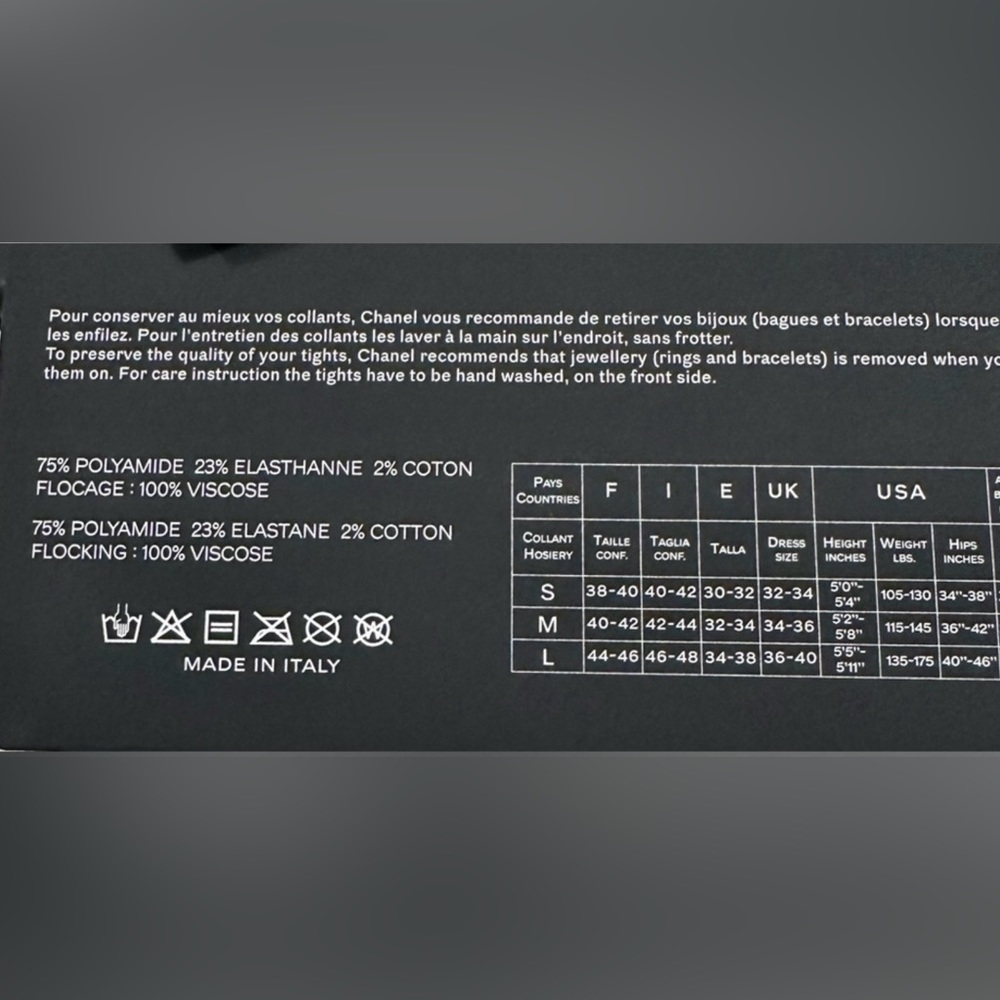 Pour conserver au mieux vos collants, Chanel vous recommande de retirer vos bijoux (bagues et bracelets) lorsque
les enfilez. Pour l'entretien des collants les laver à la main sur l'endroit, sans frotter.
To preserve the quality of your tights, Chanel recommends that jewellery (rings and bracelets) is removed when
them on. For care instruction the tights have to be hand washed, on the front side.
75% POLYAMIDE 23% ELASTHANNE 2% COTON
FLOCAGE : 100% VISCOSE
75% POLYAMIDE 23% ELASTANE 2% COTTON
FLOCKING : 100% VISCOSE
MADE IN ITALY
PAYS COUNTRIES F I E UK USA
COLLANT HOSIERY TAILLE CONF. TAGLIA CONF. TALLA DRESS SIZE HEIGHT INCHES WEIGHT LBS. HIPS INCHES
S 38-40 40-42 30-32 32-34 5'0"-5'4" 105-130 34"-38"
M 40-42 42-44 32-34 34-36 5'2"-5'8" 115-145 36"-42"
L 44-46 46-48 34-38 36-40 5'5"-5'11" 135-175 40"-46"